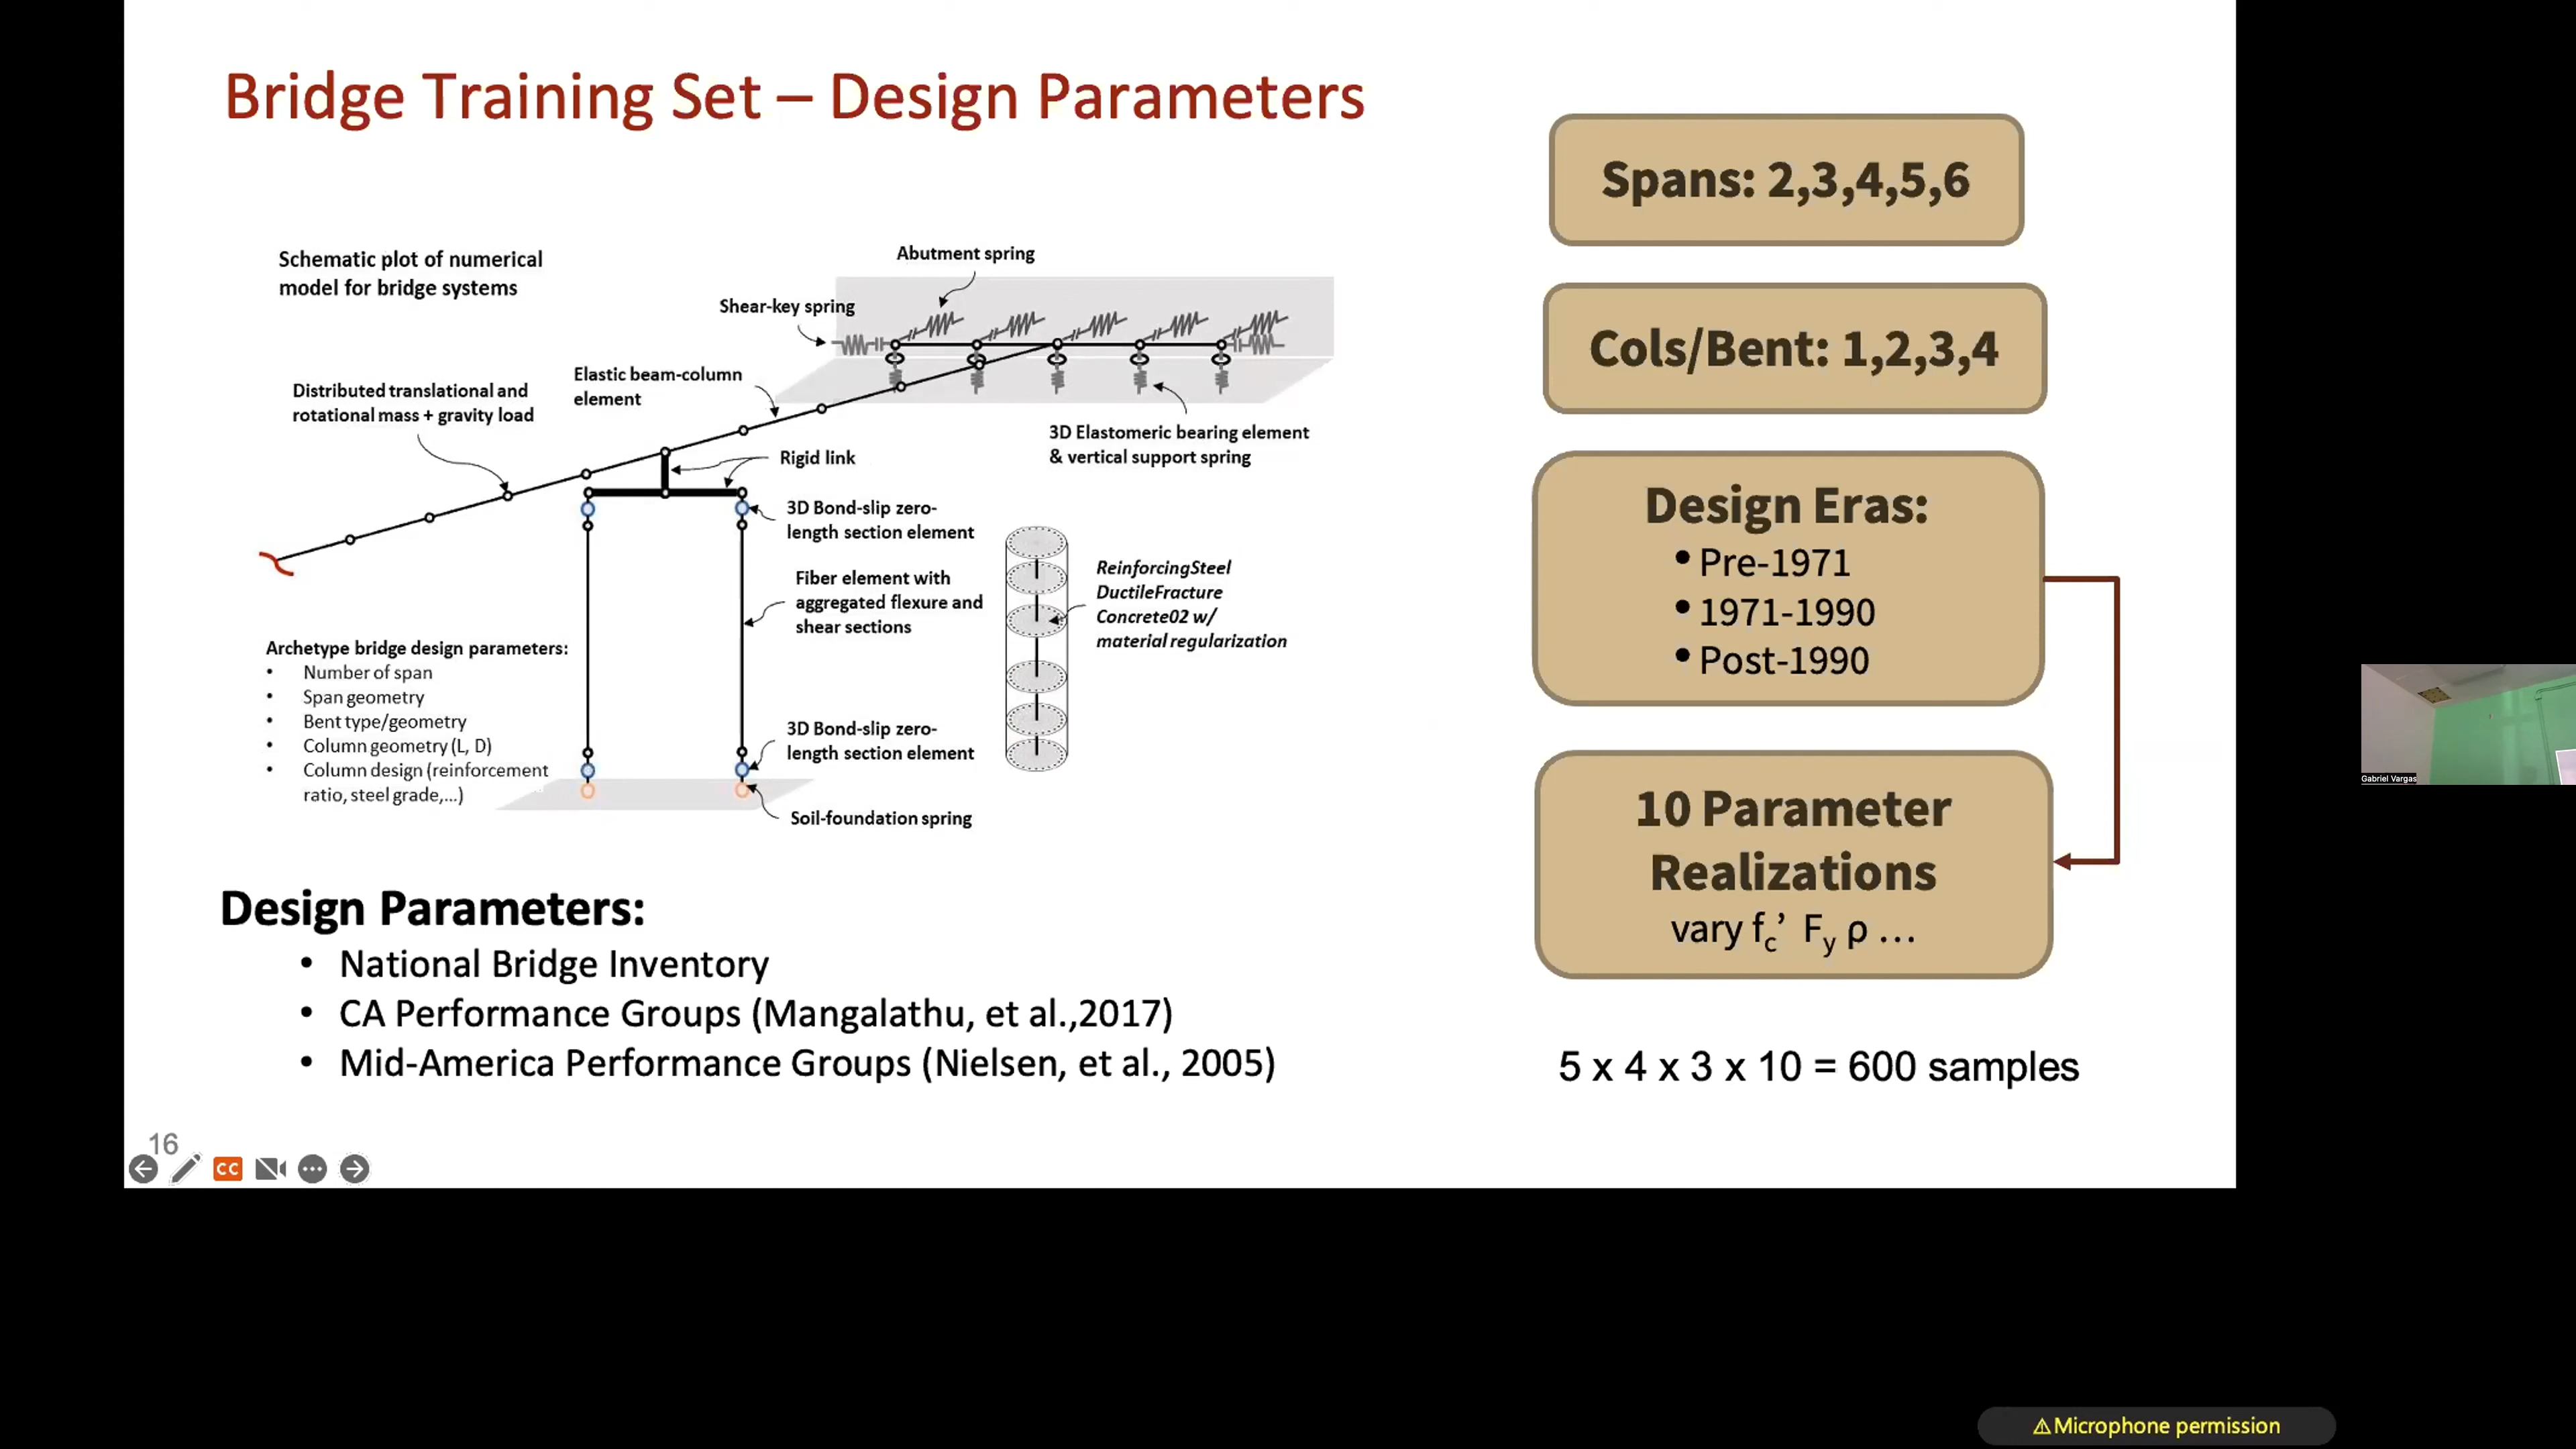 Bridge Training Set – Design Parameters
Schematic plot of numerical
model for bridge systems
Abutment spring
Shear-key spring
Elastic beam-column
element
Distributed translational and
rotational mass + gravity load
Rigid link
3D Elastomeric bearing element
& vertical support spring
3D Bond-slip zero-
length section element
Fiber element with
aggregated flexure and
shear sections
ReinforcingSteel
DuctileFracture
Concrete02 w/
material regularization
Archetype bridge design parameters:
• Number of span
• Span geometry
• Bent type/geometry
• Column geometry (L, D)
• Column design (reinforcement
ratio, steel grade,...)
3D Bond-slip zero-
length section element
Soil-foundation spring
Design Parameters:
• National Bridge Inventory
• CA Performance Groups (Mangalathu, et al.,2017)
• Mid-America Performance Groups (Nielsen, et al., 2005)
Spans: 2,3,4,5,6
Cols/Bent: 1,2,3,4
Design Eras:
• Pre-1971
• 1971-1990
• Post-1990
10 Parameter
Realizations
vary fc’ Fy ρ ...
5 x 4 x 3 x 10 = 600 samples
16
CC
Gabriel Vargas
⚠Microphone permission